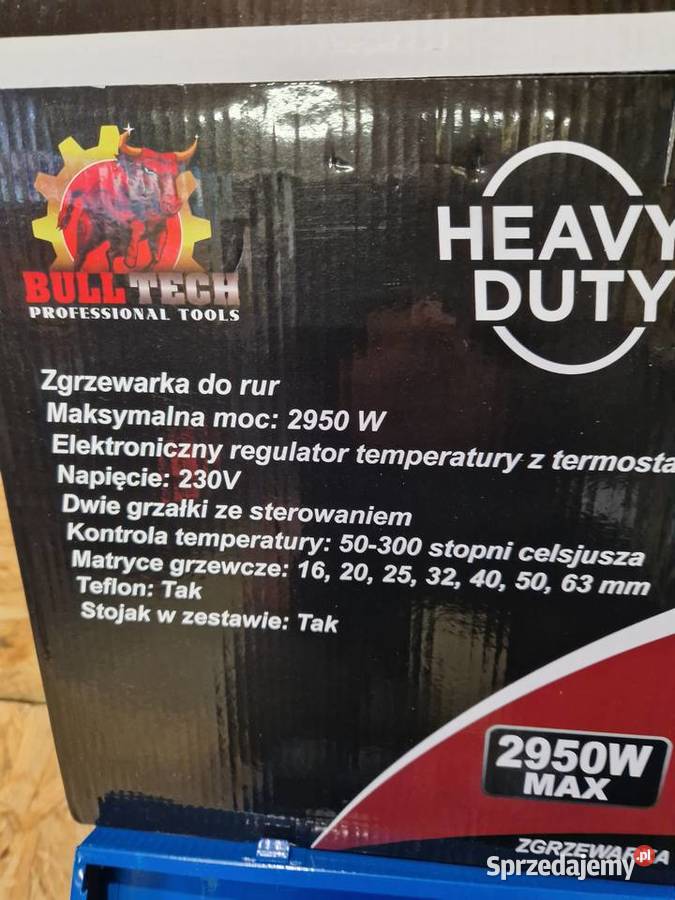 BULL TECH
PROFESSIONAL TOOLS
HEAVY
DUTY
Zgrzewarka do rur
Maksymalna moc: 2950 W
Elektroniczny regulator temperatury z termosta
Napięcie: 230V
Dwie grzałki ze sterowaniem
Kontrola temperatury: 50-300 stopni celsjusza
Matryce grzewcze: 16, 20, 25, 32, 40, 50, 63 mm
Teflon: Tak
Stojak w zestawie: Tak
2950W
MAX
ZGRZEWARKA
Sprzedajemy.pl